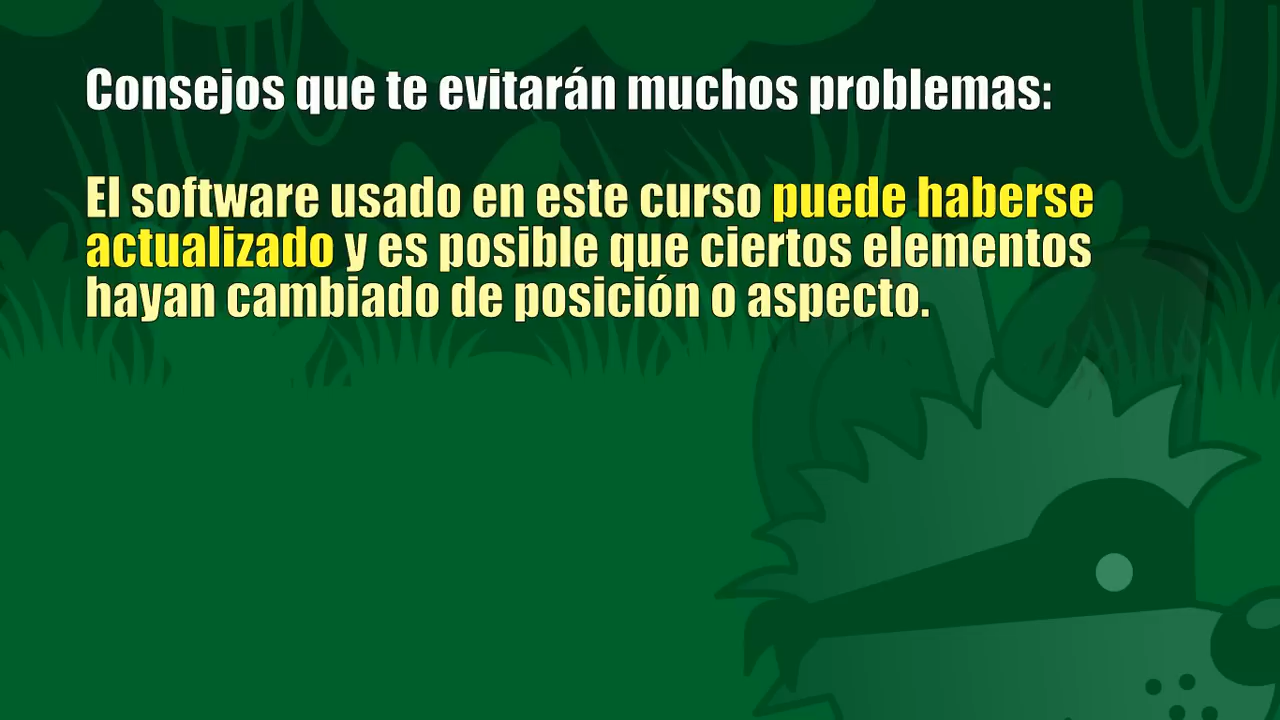 Consejos que te evitarán muchos problemas:
El software usado en este curso puede haberse
actualizado y es posible que ciertos elementos
hayan cambiado de posición o aspecto.